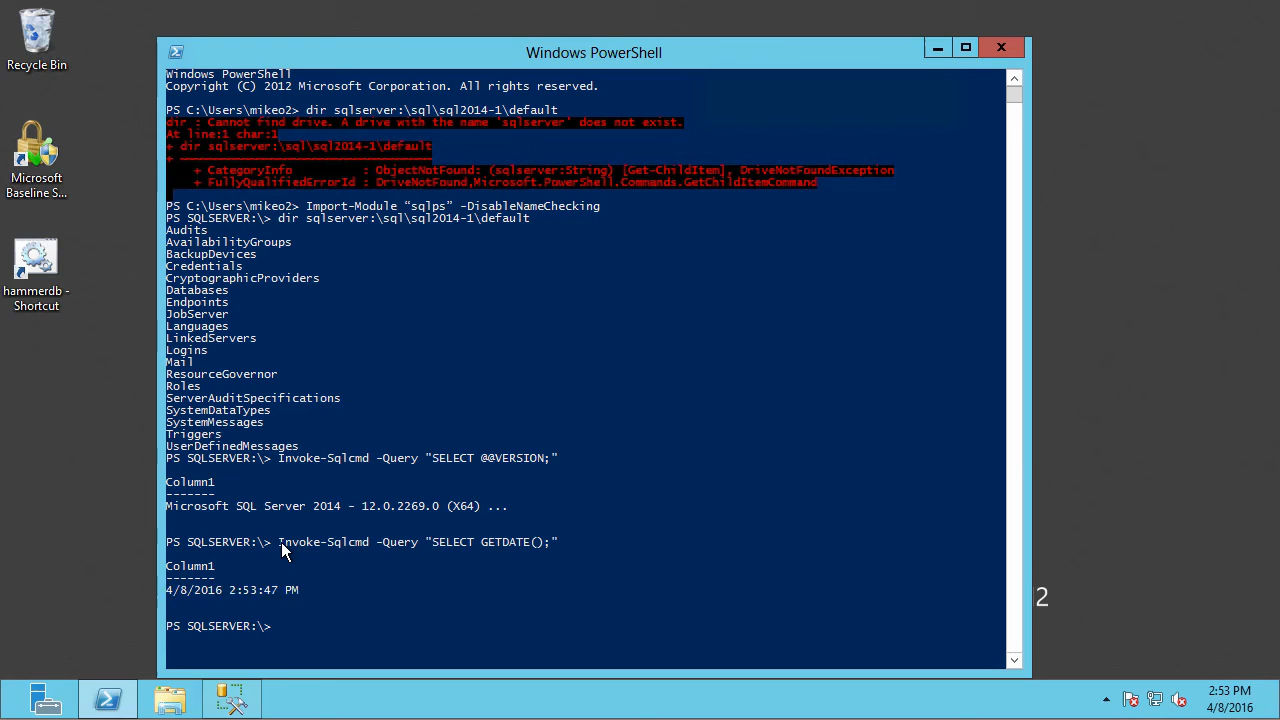 Recycle Bin
Microsoft
Baseline S...
hammerdb -
Shortcut
Windows PowerShell
Windows PowerShell
Copyright (C) 2012 Microsoft Corporation. All rights reserved.
PS C:\Users\mikeo2> dir sqlserver:\sql\sql2014-1\default
dir : Cannot find drive. A drive with the name 'sqlserver' does not exist.
At line:1 char:1
+ dir sqlserver:\sql\sql2014-1\default
+ ~~~~~~~~~~~~~~~~~~~~~~~~~~~~~~~~~~~~
+ CategoryInfo          : ObjectNotFound: (sqlserver:String) [Get-ChildItem], DriveNotFoundException
+ FullyQualifiedErrorId : DriveNotFound,Microsoft.PowerShell.Commands.GetChildItemCommand
PS C:\Users\mikeo2> Import-Module “sqlps” -DisableNameChecking
PS SQLSERVER:\> dir sqlserver:\sql\sql2014-1\default
Audits
AvailabilityGroups
BackupDevices
Credentials
CryptographicProviders
Databases
Endpoints
JobServer
Languages
LinkedServers
Logins
Mail
ResourceGovernor
Roles
ServerAuditSpecifications
SystemDataTypes
SystemMessages
Triggers
UserDefinedMessages
PS SQLSERVER:\> Invoke-Sqlcmd -Query "SELECT @@VERSION;"
Column1
-------
Microsoft SQL Server 2014 - 12.0.2269.0 (X64) ...
PS SQLSERVER:\> Invoke-Sqlcmd -Query "SELECT GETDATE();"
Column1
-------
4/8/2016 2:53:47 PM
PS SQLSERVER:\>
2
2:53 PM
4/8/2016